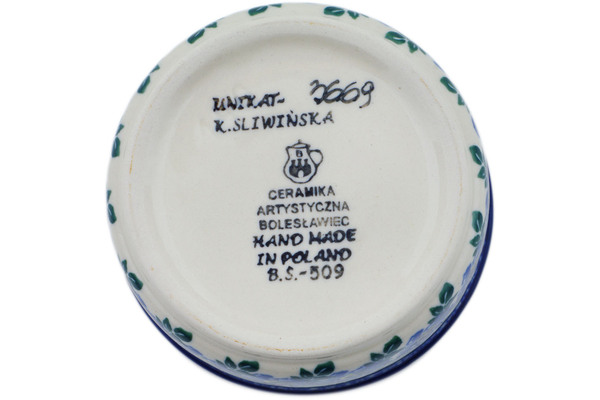 UNIKAT- 3669
K.SLIWIŃSKA
CERAMIKA
ARTYSTYCZNA
BOLESŁAWIEC
HAND MADE
IN POLAND
B.S.-509